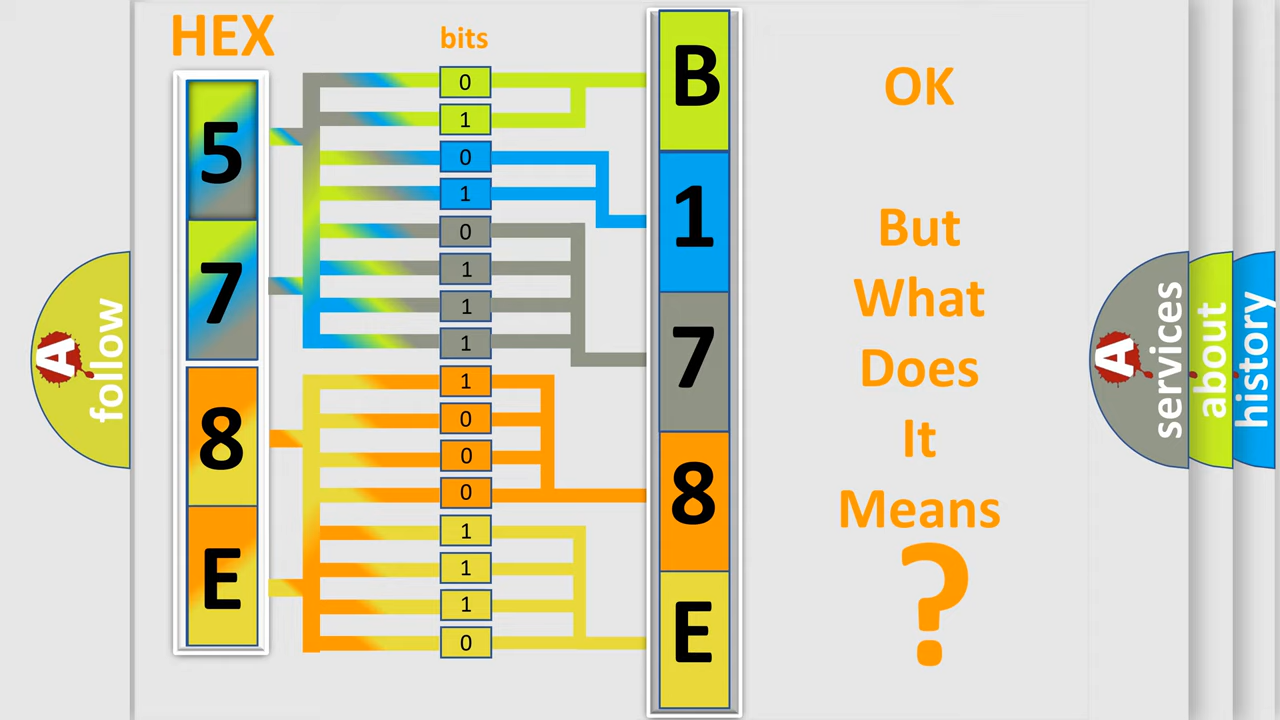 HEX
bits
5
7
8
E
0
1
0
1
0
1
1
1
1
0
0
0
1
1
1
0
B
1
7
8
E
OK
But
What
Does
It
Means
?
A
follow
A
services
about
history